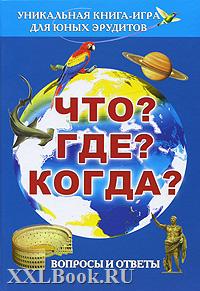 УНИКАЛЬНАЯ КНИГА-ИГРА
ДЛЯ ЮНЫХ ЭРУДИТОВ
ЧТО?
ГДЕ?
КОГДА?
ВОПРОСЫ И ОТВЕТЫ
XXLBook.RU